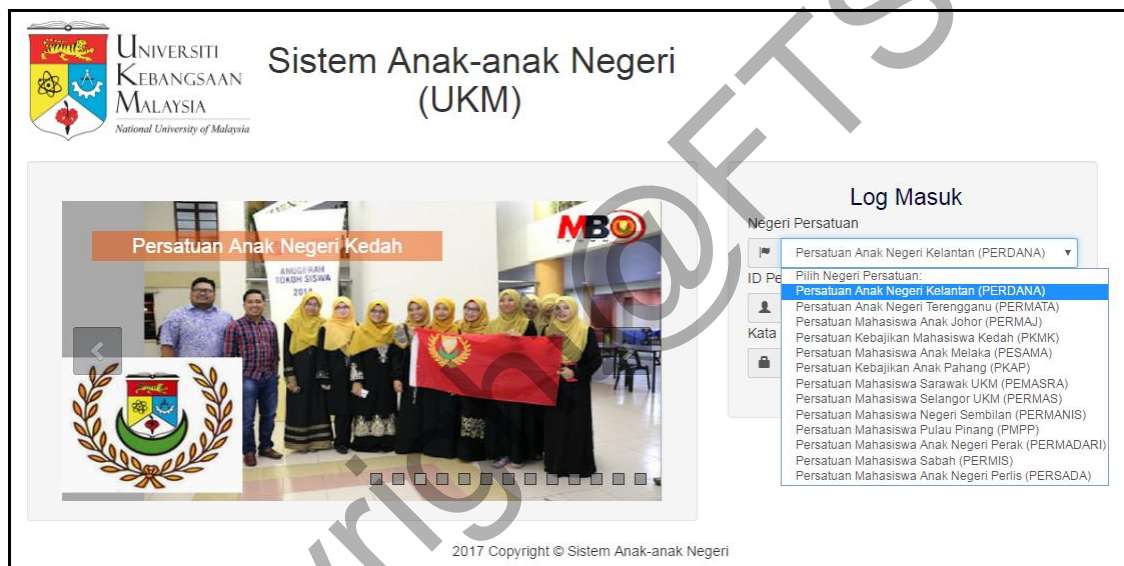 UNIVERSITI
KEBANGSAAN
MALAYSIA
National University of Malaysia
Sistem Anak-anak Negeri
(UKM)
Persatuan Anak Negeri Kedah
MBO
ANUGERAH
TOKOH SISWA
Log Masuk
Negeri Persatuan
Persatuan Anak Negeri Kelantan (PERDANA)
ID Pe
Kata
Pilih Negeri Persatuan:
Persatuan Anak Negeri Kelantan (PERDANA)
Persatuan Anak Negeri Terengganu (PERMATA)
Persatuan Mahasiswa Anak Johor (PERMAJ)
Persatuan Kebajikan Mahasiswa Kedah (PKMK)
Persatuan Mahasiswa Anak Melaka (PESAMA)
Persatuan Kebajikan Anak Pahang (PKAP)
Persatuan Mahasiswa Sarawak UKM (PEMASRA)
Persatuan Mahasiswa Selangor UKM (PERMAS)
Persatuan Mahasiswa Negeri Sembilan (PERMANIS)
Persatuan Mahasiswa Pulau Pinang (PMPP)
Persatuan Mahasiswa Anak Negeri Perak (PERMADARI)
Persatuan Mahasiswa Sabah (PERMIS)
Persatuan Mahasiswa Anak Negeri Perlis (PERSADA)
2017 Copyright © Sistem Anak-anak Negeri